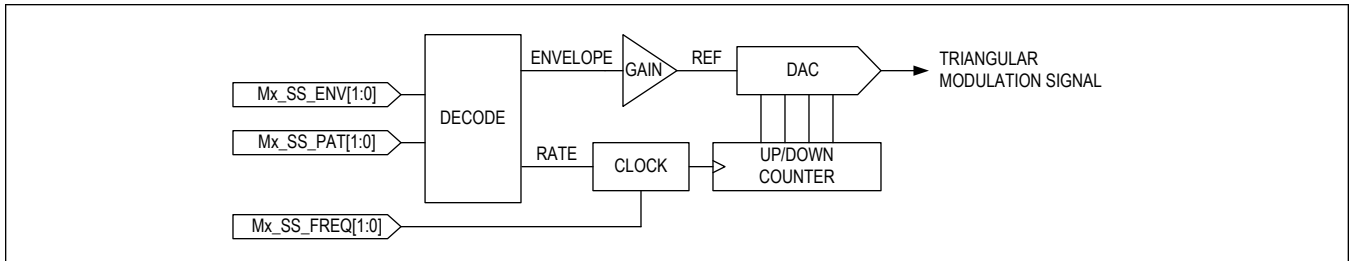 ENVELOPE
GAIN
REF
DAC
TRIANGULAR
MODULATION SIGNAL
Mx_SS_ENV[1:0]
DECODE
Mx_SS_PAT[1:0]
RATE
CLOCK
UP/DOWN
COUNTER
Mx_SS_FREQ[1:0]